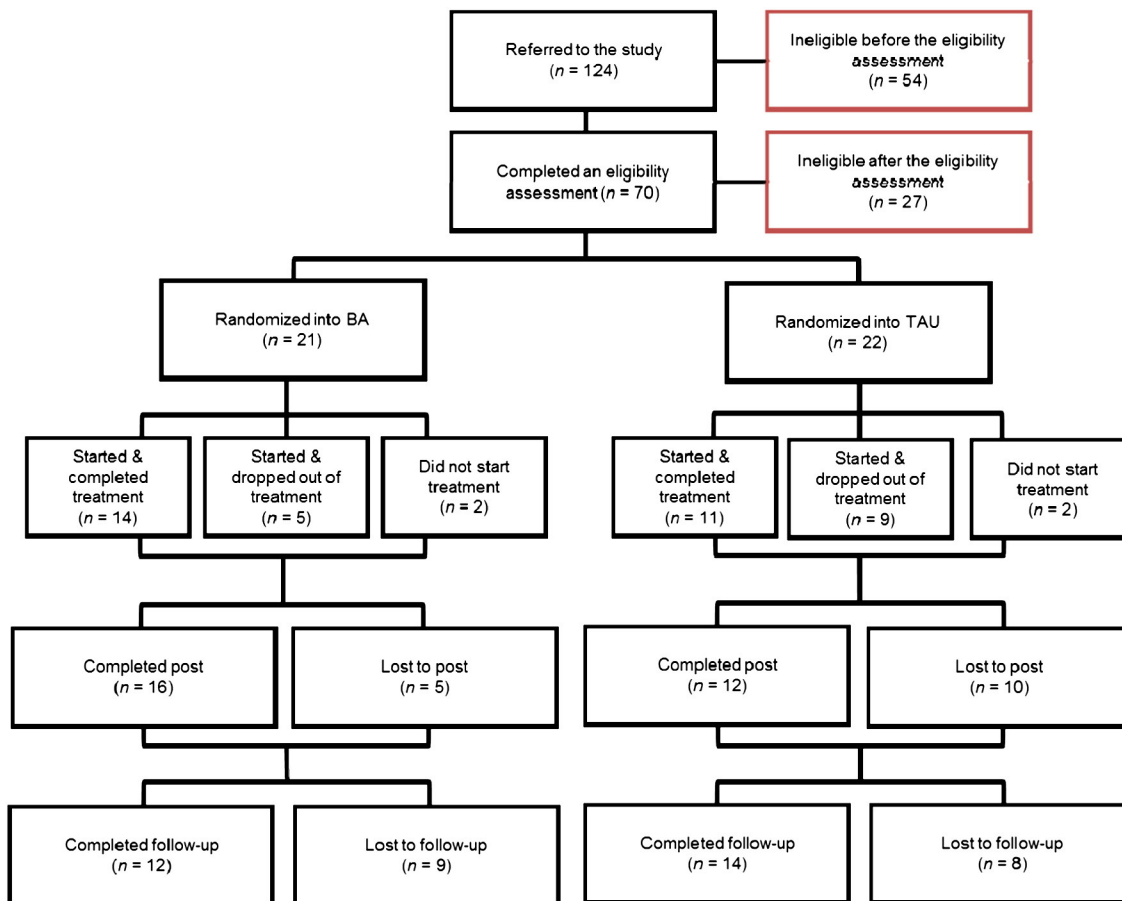 Referred to the study
(n = 124)
Ineligible before the eligibility
assessment
(n = 54)
Completed an eligibility
assessment (n = 70)
Ineligible after the eligibility
assessment
(n = 27)
Randomized into BA
(n = 21)
Randomized into TAU
(n = 22)
Started &
completed
treatment
(n = 14)
Started &
dropped out of
treatment
(n = 5)
Did not start
treatment
(n = 2)
Started &
completed
treatment
(n = 11)
Started &
dropped out of
treatment
(n = 9)
Did not start
treatment
(n = 2)
Completed post
(n = 16)
Lost to post
(n = 5)
Completed post
(n = 12)
Lost to post
(n = 10)
Completed follow-up
(n = 12)
Lost to follow-up
(n = 9)
Completed follow-up
(n = 14)
Lost to follow-up
(n = 8)